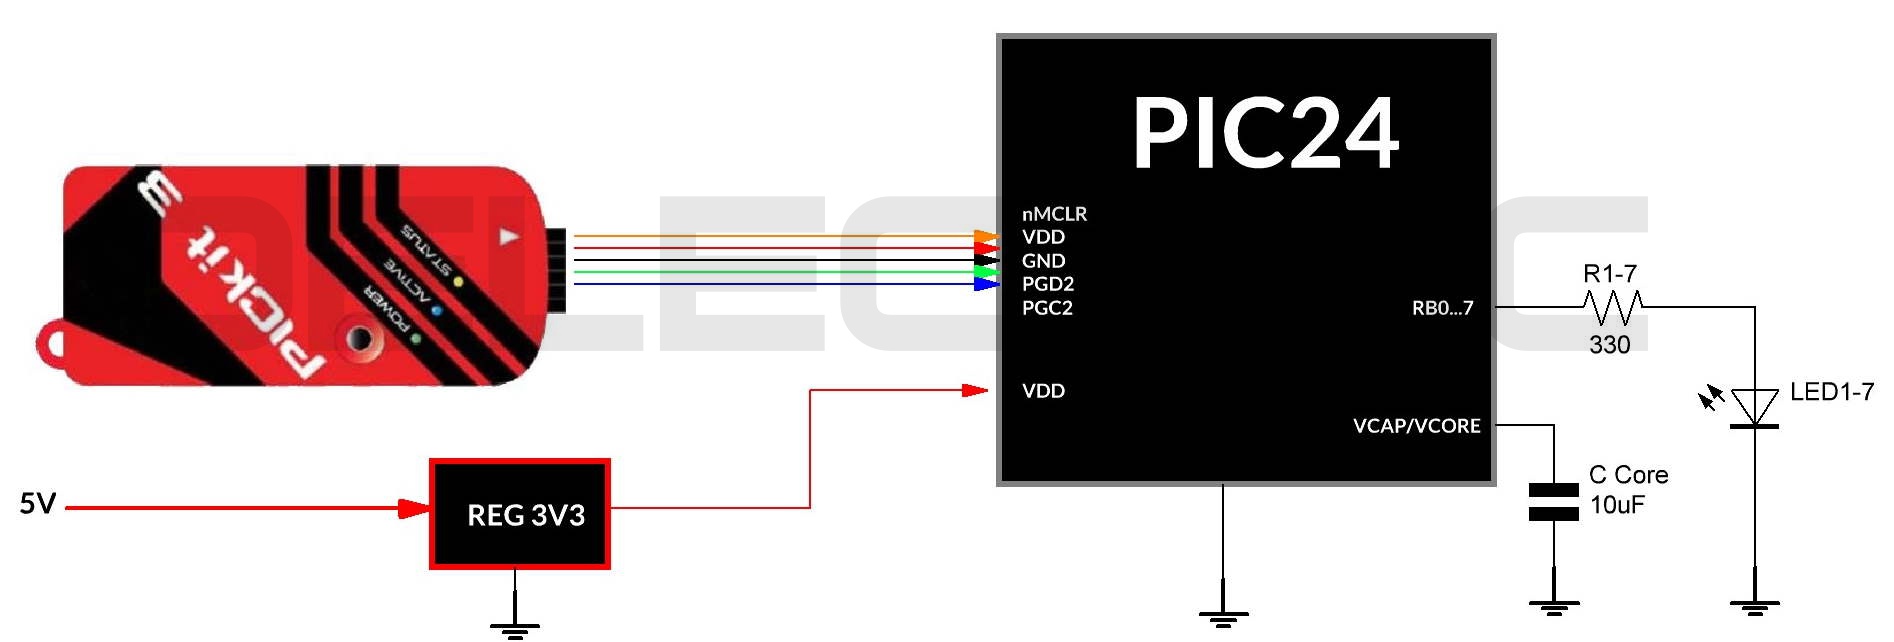 PIC24
PICkit 3
STATUS
ACTIVE
POWER
nMCLR
VDD
GND
PGD2
PGC2
VDD
RB0...7
VCAP/VCORE
R1-7
330
LED1-7
C Core
10uF
5V
REG 3V3